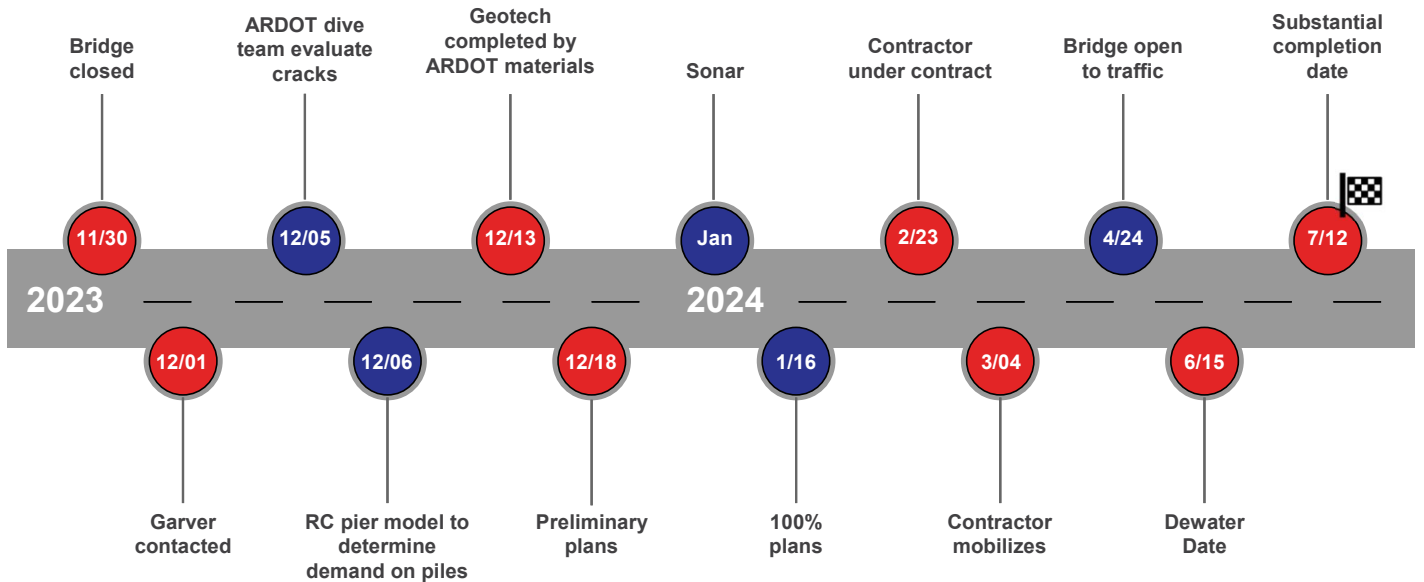 Bridge
closed
ARDOT dive
team evaluate
cracks
Geotech
completed by
ARDOT materials
Sonar
Contractor
under contract
Bridge open
to traffic
Substantial
completion
date
11/30
12/05
12/13
Jan
2/23
4/24
7/12
2023
2024
12/01
12/06
12/18
1/16
3/04
6/15
Garver
contacted
RC pier model to
determine
demand on piles
Preliminary
plans
100%
plans
Contractor
mobilizes
Dewater
Date